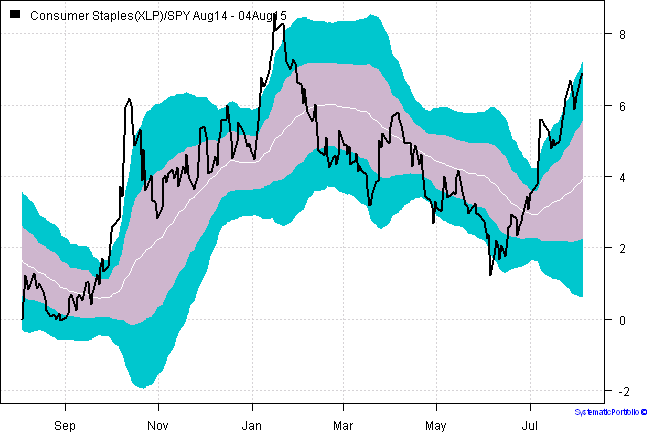 Consumer Staples(XLP)/SPY Aug14 - 04Aug15
8
6
4
2
0
-2
Sep Nov Jan Mar May Jul
SystematicPortfolio ©